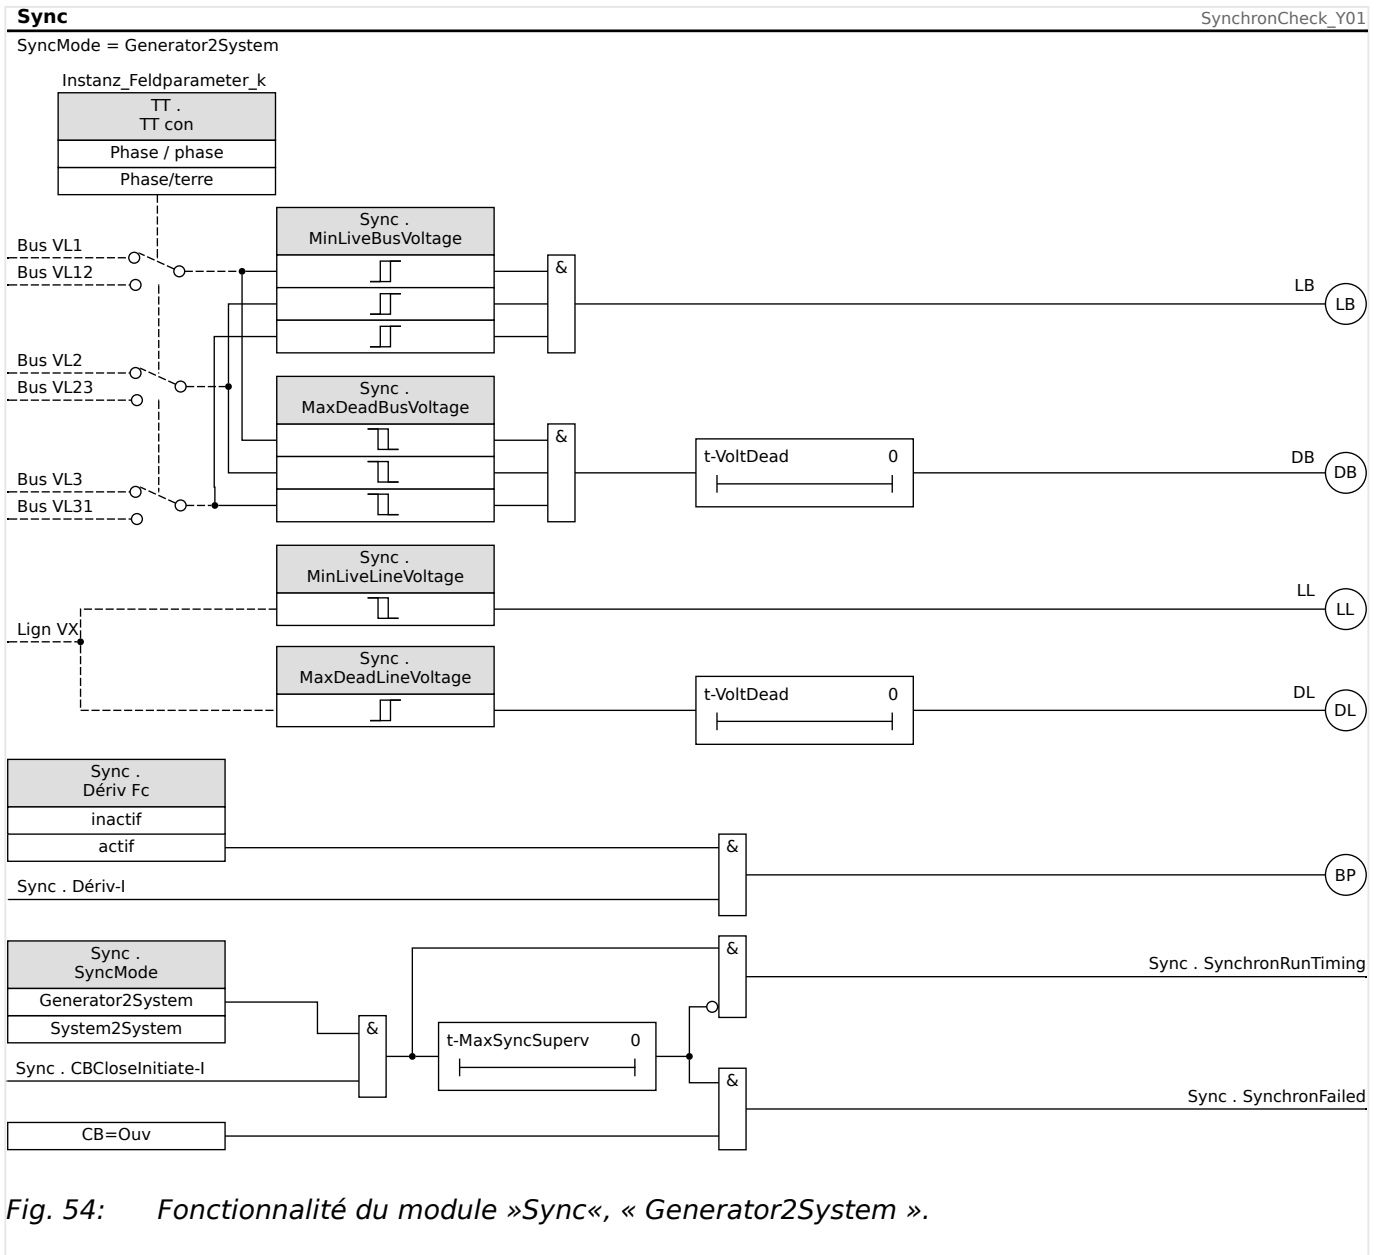 Sync
SynchronCheck_Y01
SyncMode = Generator2System
Instanz_Feldparameter_k
TT .
TT con
Phase / phase
Phase/terre
Sync .
MinLiveBusVoltage
Bus VL1
Bus VL12
&
LB
LB
Bus VL2
Bus VL23
Sync .
MaxDeadBusVoltage
&
t-VoltDead 0
DB
DB
Bus VL3
Bus VL31
Sync .
MinLiveLineVoltage
LL
LL
Lign VX
Sync .
MaxDeadLineVoltage
t-VoltDead 0
DL
DL
Sync .
Dériv Fc
inactif
actif
&
BP
Sync . Dériv-I
Sync .
SyncMode
Generator2System
System2System
&
Sync . SynchronRunTiming
&
t-MaxSyncSuperv 0
Sync . CBCloseInitiate-I
&
Sync . SynchronFailed
CB=Ouv
Fig. 54: Fonctionnalité du module »Sync«, « Generator2System ».